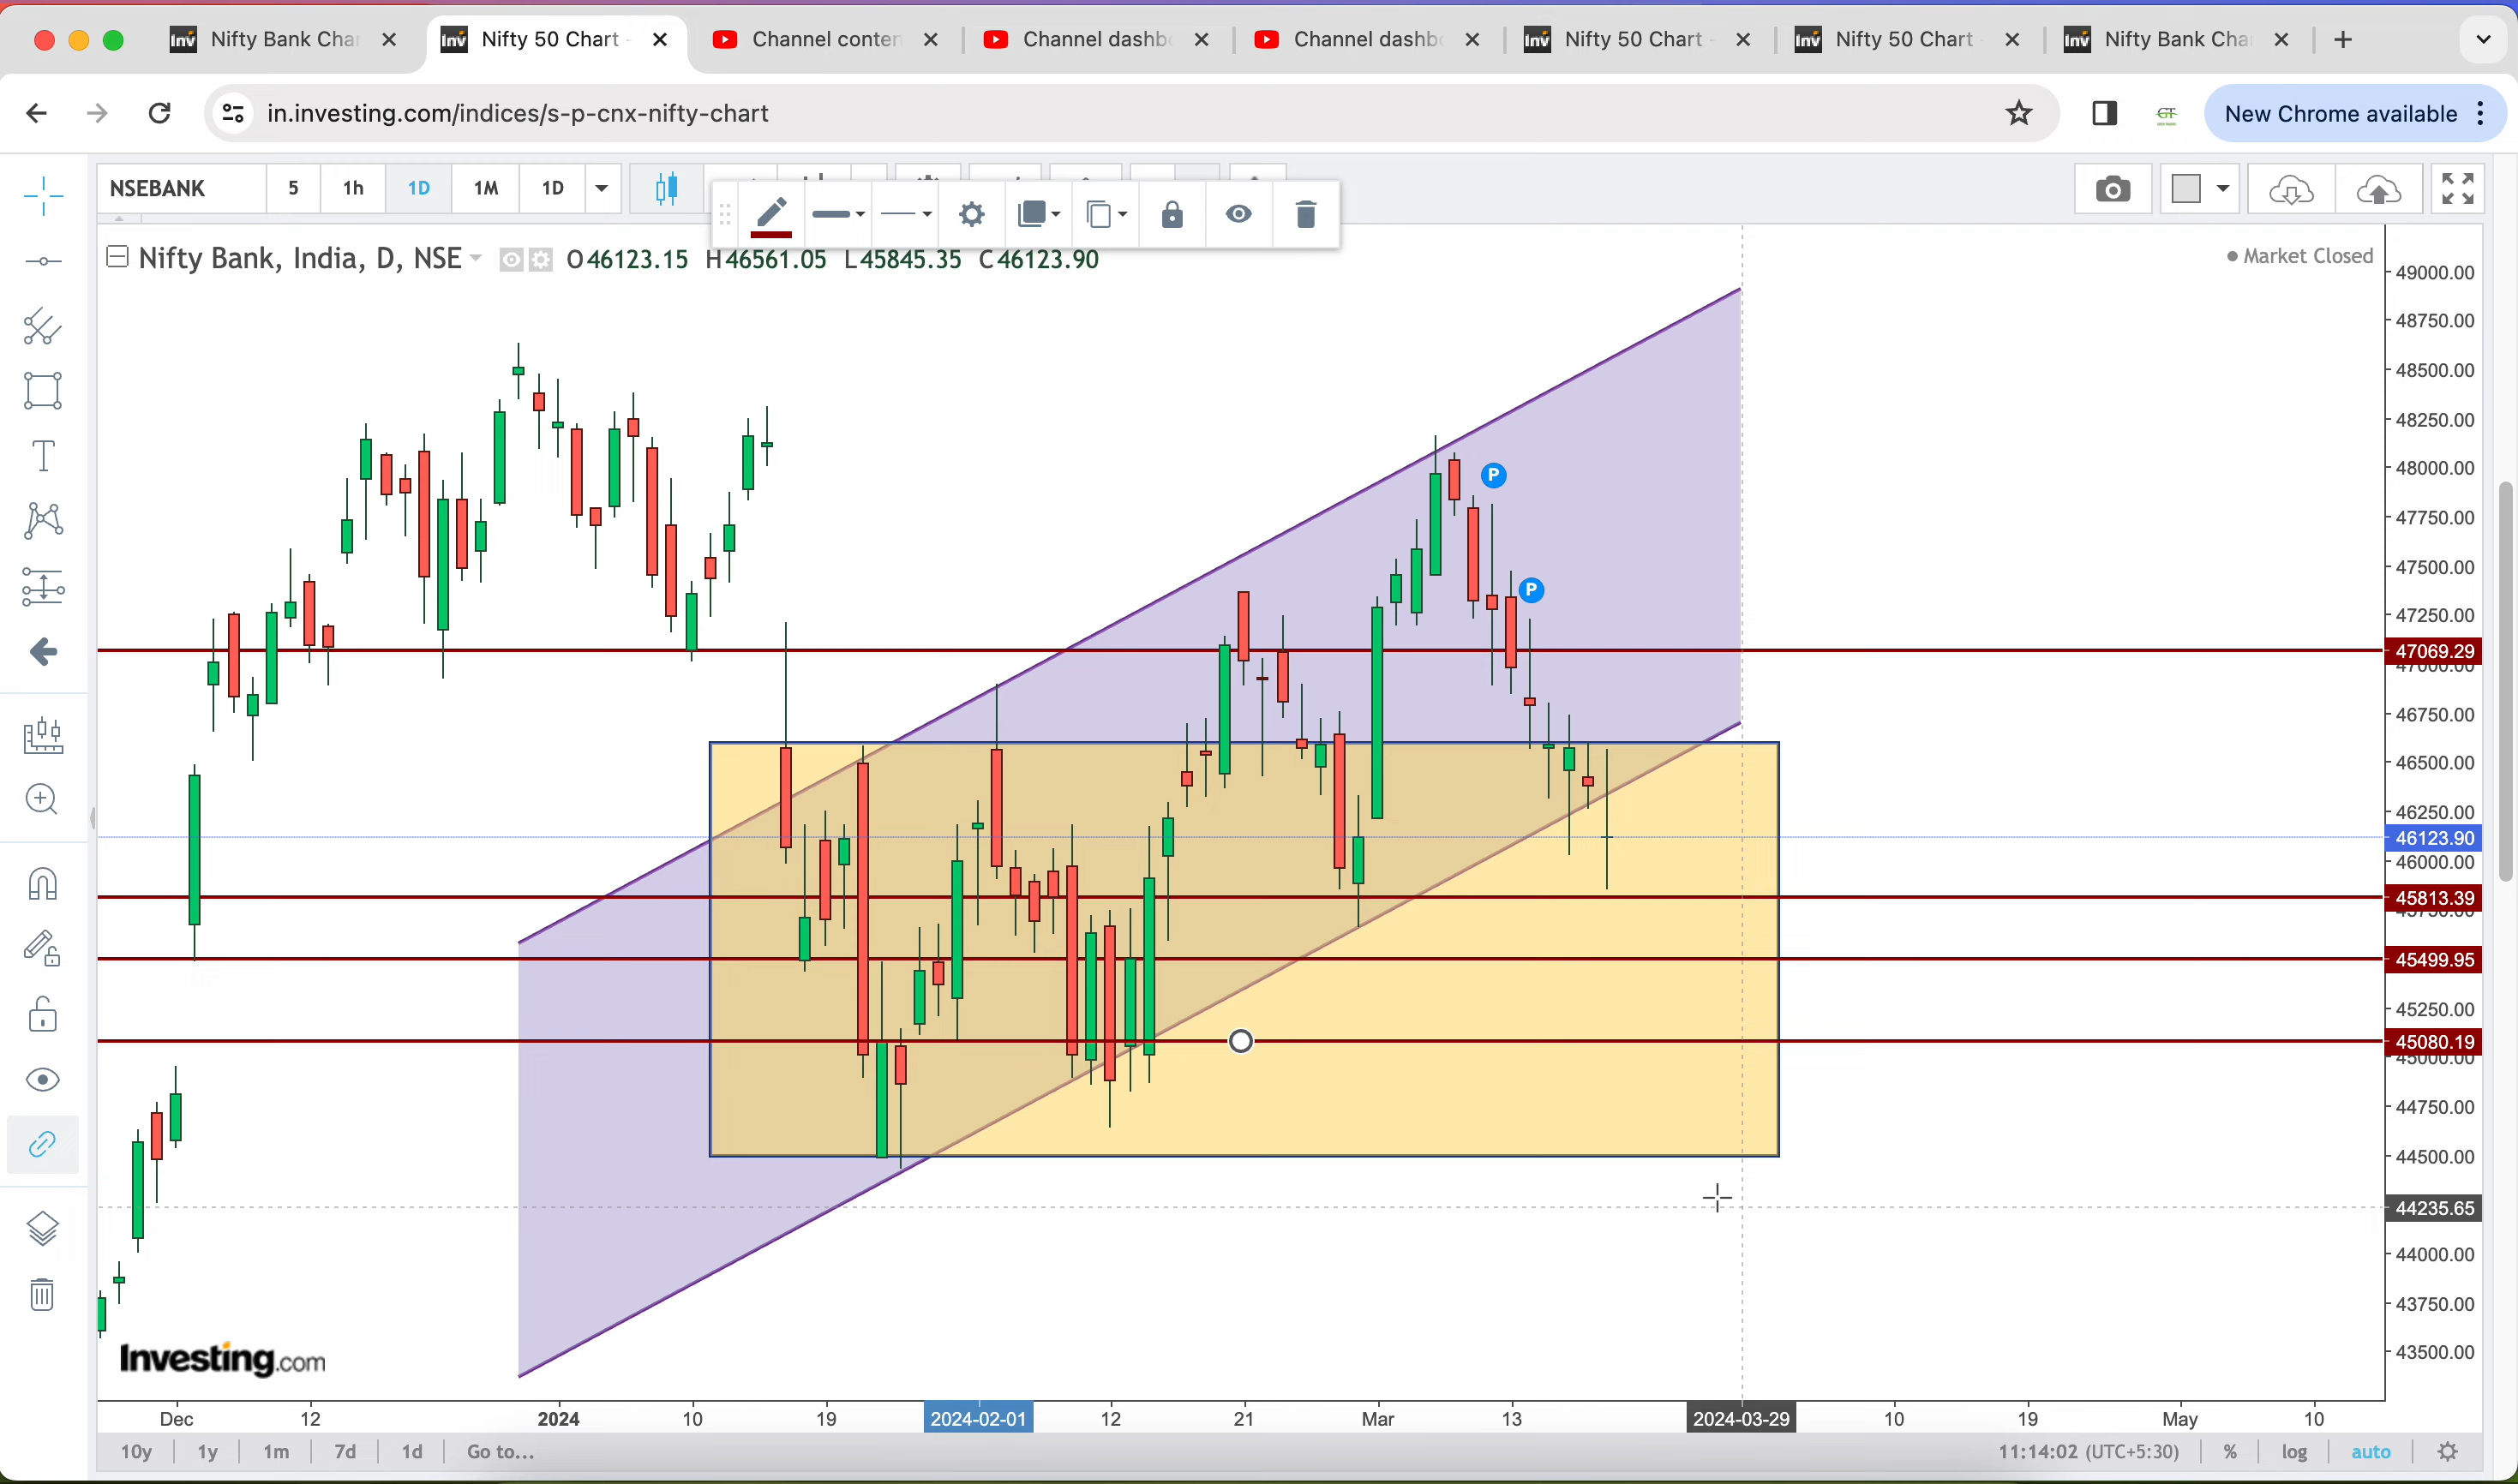 Nifty Bank Cha
Nifty 50 Chart -
Channel conten
Channel dashb
Channel dashb
Nifty 50 Chart -
Nifty 50 Chart
Nifty Bank Cha
in.investing.com/indices/s-p-cnx-nifty-chart
New Chrome available
NSEBANK 5 1h 1D 1M 1D
Nifty Bank, India, D, NSE O46123.15 H46561.05 L45845.35 C46123.90
Market Closed
49000.00
48750.00
48500.00
48250.00
48000.00
P
47750.00
47500.00
P
47250.00
47069.29
47000.00
46750.00
46500.00
46250.00
46123.90
46000.00
45813.39
45750.00
45499.95
45250.00
45080.19
45000.00
44750.00
44500.00
44235.65
44000.00
43750.00
43500.00
Investing.com
Dec 12 2024 10 19 2024-02-01 12 21 Mar 13 2024-03-29 10 19 May 10
10y 1y 1m 7d 1d Go to... 11:14:02 (UTC+5:30) % log auto